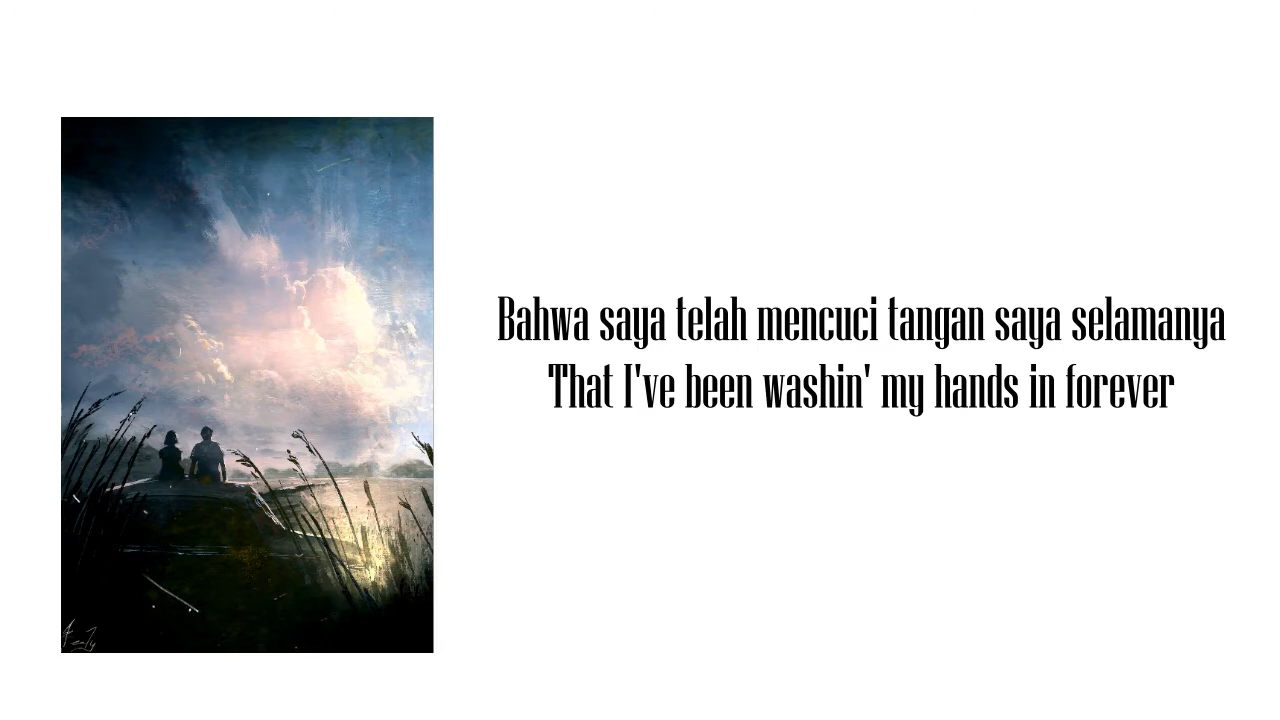 Bahwa saya telah mencuci tangan saya selamanya
That I've been washin' my hands in forever